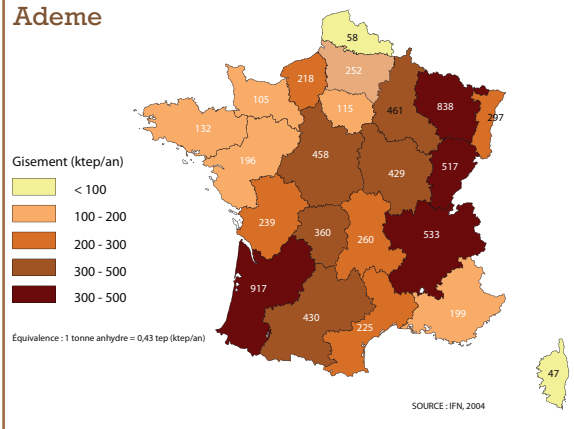 Ademe
58
252
218
105
115
461
838
297
132
196
458
429
517
239
360
260
533
917
430
225
199
47
Gisement (ktep/an)
< 100
100 - 200
200 - 300
300 - 500
300 - 500
Équivalence : 1 tonne anhydre = 0,43 tep (ktep/an)
SOURCE : IFN, 2004